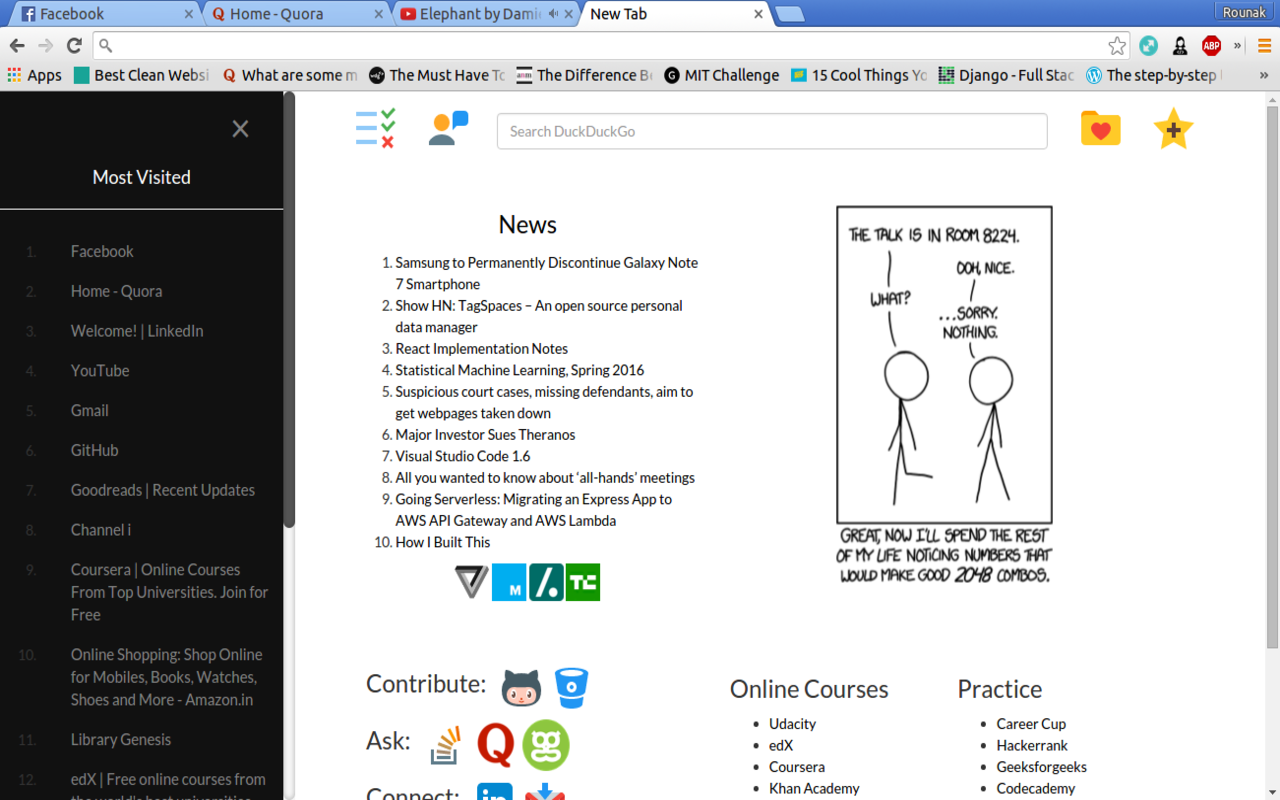 Facebook
Home - Quora
Elephant by Dami
New Tab
Rounak
ABP
»
Apps
Best Clean Websi
What are some m
The Must Have To
The Difference Be
MIT Challenge
15 Cool Things Yo
Django - Full Stac
The step-by-step
»
Most Visited
1. Facebook
2. Home - Quora
3. Welcome! | LinkedIn
4. YouTube
5. Gmail
6. GitHub
7. Goodreads | Recent Updates
8. Channel i
9. Coursera | Online Courses
From Top Universities. Join for
Free
10. Online Shopping: Shop Online
for Mobiles, Books, Watches,
Shoes and More - Amazon.in
11. Library Genesis
12. edX | Free online courses from
the world's best universities
Search DuckDuckGo
News
1. Samsung to Permanently Discontinue Galaxy Note
7 Smartphone
2. Show HN: TagSpaces – An open source personal
data manager
3. React Implementation Notes
4. Statistical Machine Learning, Spring 2016
5. Suspicious court cases, missing defendants, aim to
get webpages taken down
6. Major Investor Sues Theranos
7. Visual Studio Code 1.6
8. All you wanted to know about ‘all-hands’ meetings
9. Going Serverless: Migrating an Express App to
AWS API Gateway and AWS Lambda
10. How I Built This
M
/.
TC
THE TALK IS IN ROOM 8224.
OOH, NICE.
WHAT?
...SORRY.
NOTHING.
GREAT, NOW I'LL SPEND THE REST
OF MY LIFE NOTICING NUMBERS THAT
WOULD MAKE GOOD 2048 COMBOS.
Contribute:
Ask:
Q
Connect:
in
Online Courses
• Udacity
• edX
• Coursera
• Khan Academy
Practice
• Career Cup
• Hackerrank
• Geeksforgeeks
• Codecademy